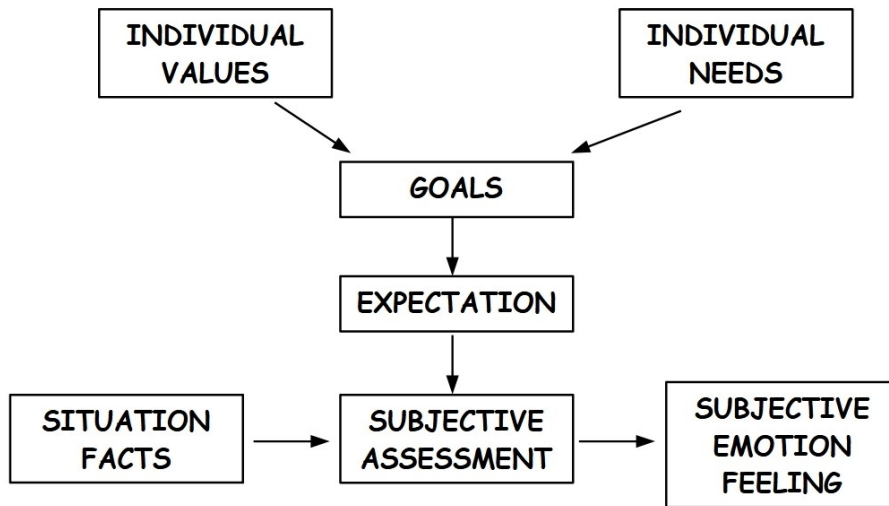 INDIVIDUAL
VALUES
INDIVIDUAL
NEEDS
GOALS
EXPECTATION
SITUATION
FACTS
SUBJECTIVE
ASSESSMENT
SUBJECTIVE
EMOTION
FEELING